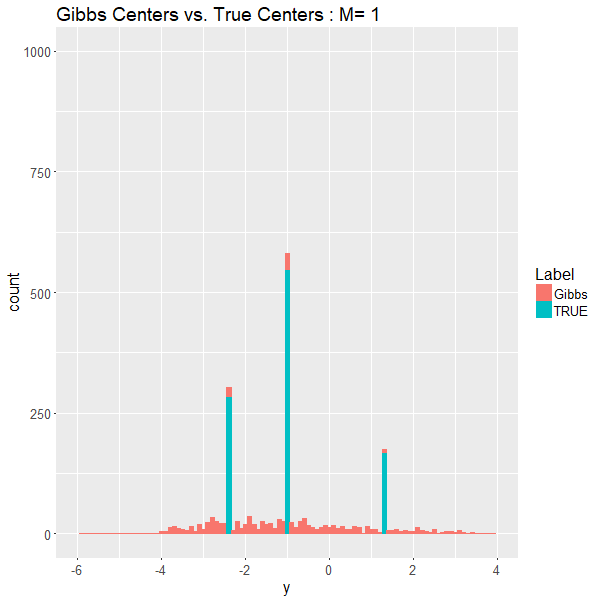 Gibbs Centers vs. True Centers : M= 1
1000
750
500
250
0
count
-6
-4
-2
0
2
4
y
Label
Gibbs
TRUE